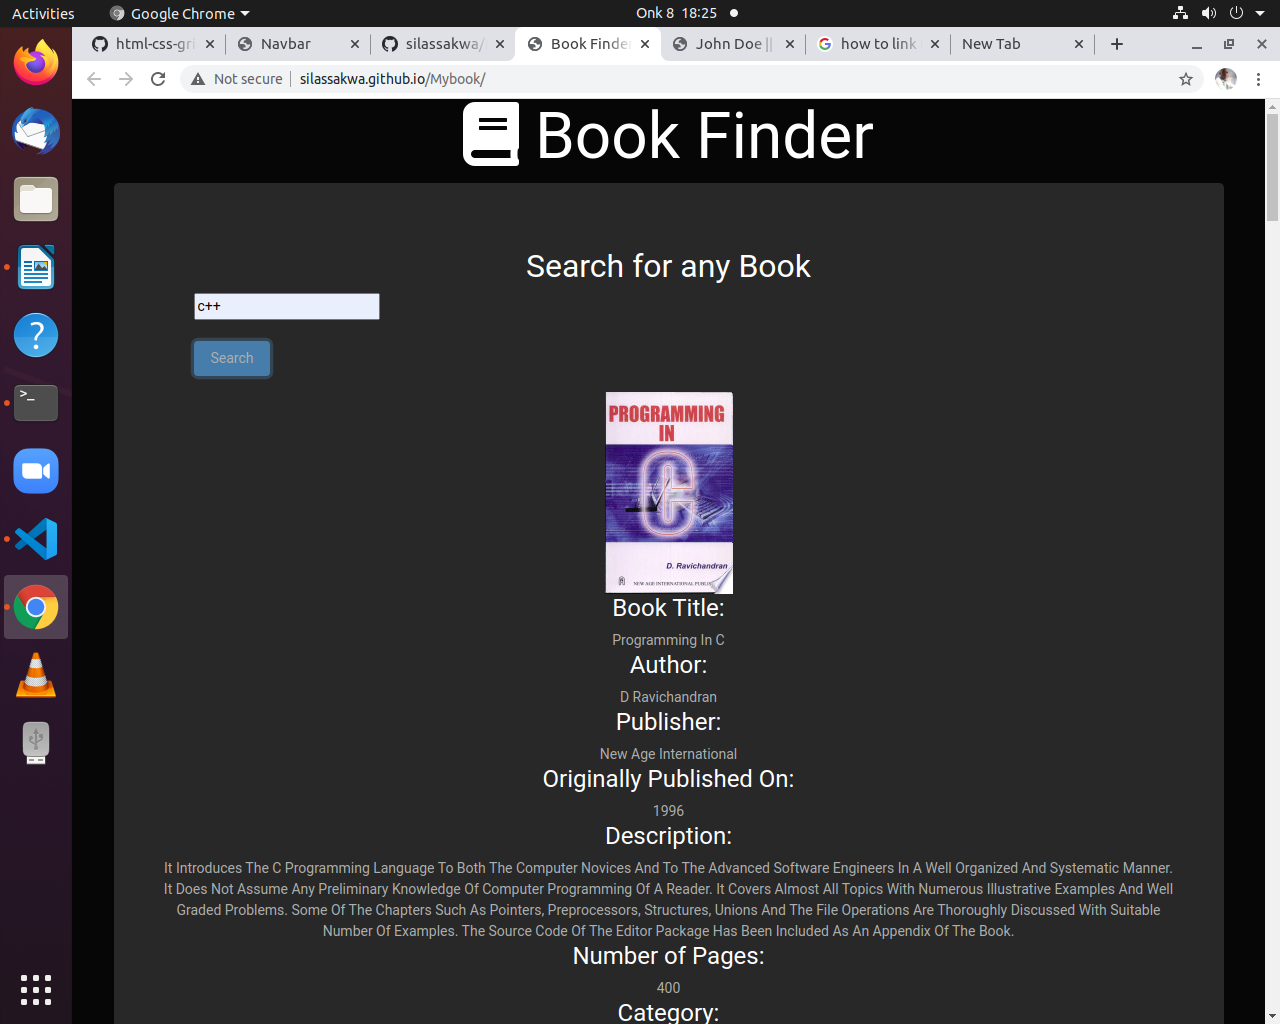 Activities
Google Chrome
Onk 8 18:25
html-css-gri
Navbar
silassakwa/
Book Finder
John Doe ||
how to link
New Tab
Not secure
silassakwa.github.io/Mybook/
Book Finder
Search for any Book
c++
Search
PROGRAMMING
IN
C
D. Ravichandran
NEW AGE INTERNATIONAL
Book Title:
Programming In C
Author:
D Ravichandran
Publisher:
New Age International
Originally Published On:
1996
Description:
It Introduces The C Programming Language To Both The Computer Novices And To The Advanced Software Engineers In A Well Organized And Systematic Manner.
It Does Not Assume Any Preliminary Knowledge Of Computer Programming Of A Reader. It Covers Almost All Topics With Numerous Illustrative Examples And Well
Graded Problems. Some Of The Chapters Such As Pointers, Preprocessors, Structures, Unions And The File Operations Are Thoroughly Discussed With Suitable
Number Of Examples. The Source Code Of The Editor Package Has Been Included As An Appendix Of The Book.
Number of Pages:
400
Category: